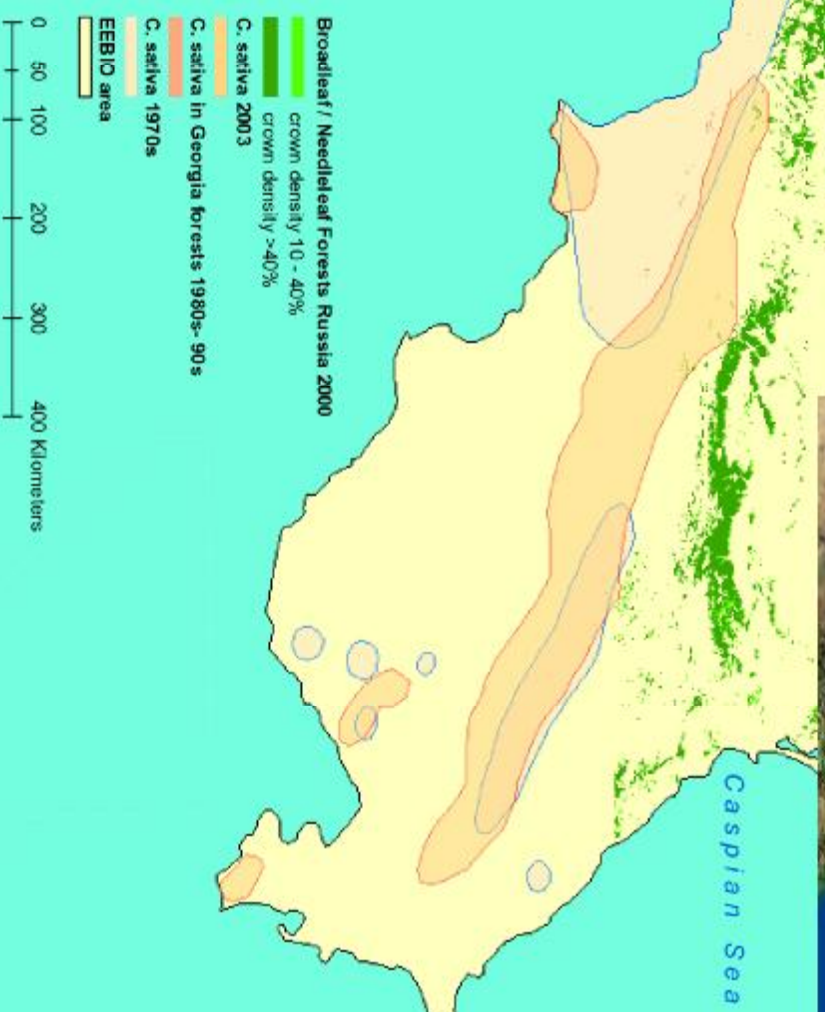 Broadleaf / Needleleaf Forests Russia 2000
crown density 10 - 40%
crown density >40%
C. sativa 2003
C. sativa in Georgia forests 1980s- 90s
C. sativa 1970s
EEBIO area
0 50 100 200 300 400 Kilometers
Caspian Sea